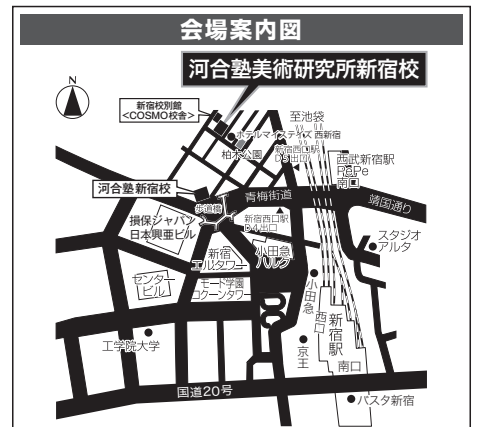 会場案内図
河合塾美術研究所新宿校
N
新宿校別館
<COSMO校舎>
至池袋
ホテルマイステイズ 西新宿
柏木公園
新宿西口駅
D5出口
西武新宿駅
PePe
南口
河合塾新宿校
青梅街道
靖国通り
歩道橋
損保ジャパン
日本興亜ビル
新宿西口駅
D4出口
スタジオ
アルタ
新宿
エルタワー
小田急
ハルク
センター
ビル
モード学園
コクーンタワー
小田急
西口
新宿駅
工学院大学
京王
南口
国道20号
バスタ新宿